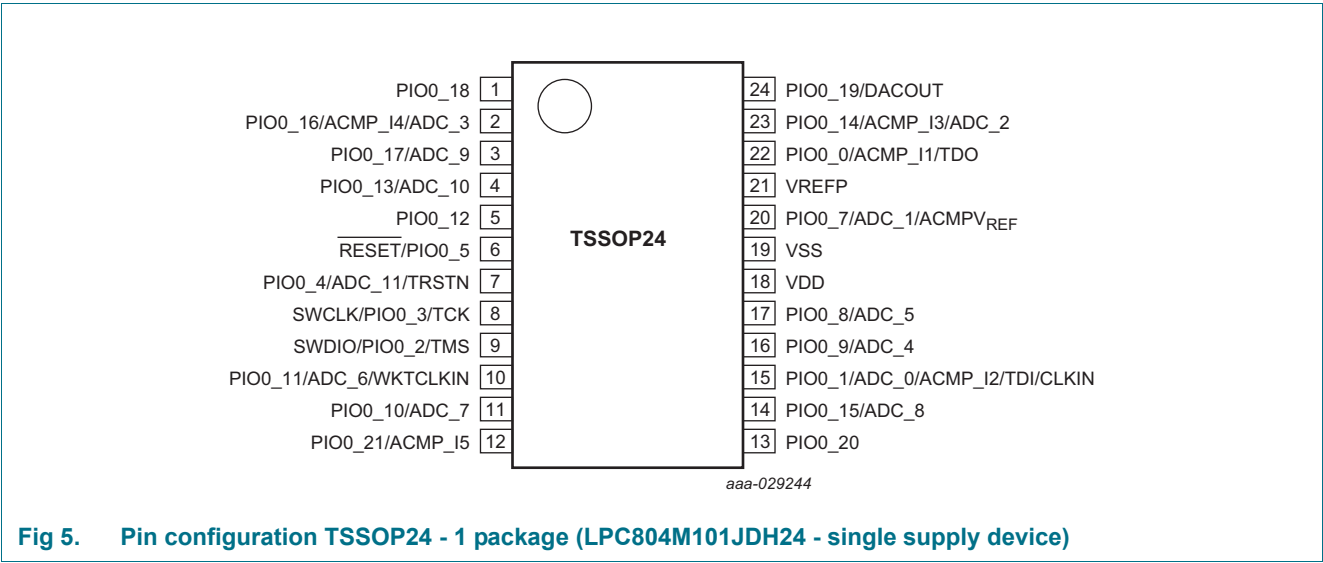 PIO0_18 1
PIO0_16/ACMP_I4/ADC_3 2
PIO0_17/ADC_9 3
PIO0_13/ADC_10 4
PIO0_12 5
RESET/PIO0_5 6
PIO0_4/ADC_11/TRSTN 7
SWCLK/PIO0_3/TCK 8
SWDIO/PIO0_2/TMS 9
PIO0_11/ADC_6/WKTCLKIN 10
PIO0_10/ADC_7 11
PIO0_21/ACMP_I5 12
TSSOP24
24 PIO0_19/DACOUT
23 PIO0_14/ACMP_I3/ADC_2
22 PIO0_0/ACMP_I1/TDO
21 VREFP
20 PIO0_7/ADC_1/ACMPVREF
19 VSS
18 VDD
17 PIO0_8/ADC_5
16 PIO0_9/ADC_4
15 PIO0_1/ADC_0/ACMP_I2/TDI/CLKIN
14 PIO0_15/ADC_8
13 PIO0_20
aaa-029244
Fig 5. Pin configuration TSSOP24 - 1 package (LPC804M101JDH24 - single supply device)